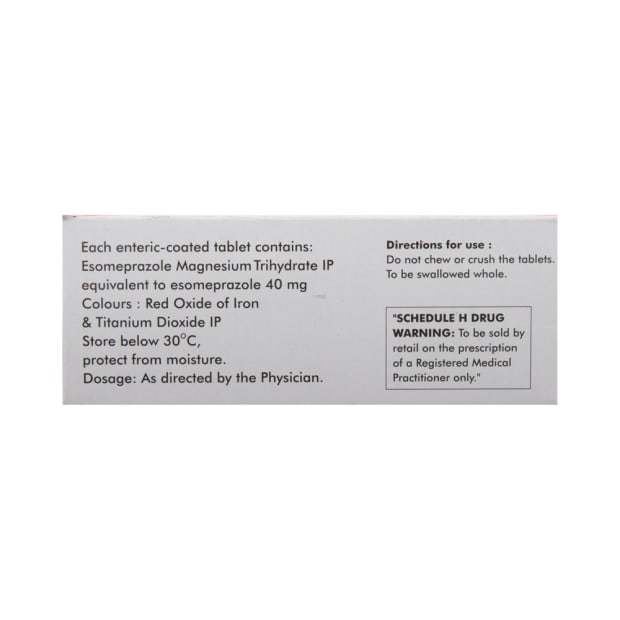 Each enteric-coated tablet contains:
Esomeprazole Magnesium Trihydrate IP
equivalent to esomeprazole 40 mg
Colours : Red Oxide of Iron
& Titanium Dioxide IP
Store below 30°C,
protect from moisture.
Dosage: As directed by the Physician.
Directions for use :
Do not chew or crush the tablets.
To be swallowed whole.
"SCHEDULE H DRUG
WARNING: To be sold by
retail on the prescription
of a Registered Medical
Practitioner only."